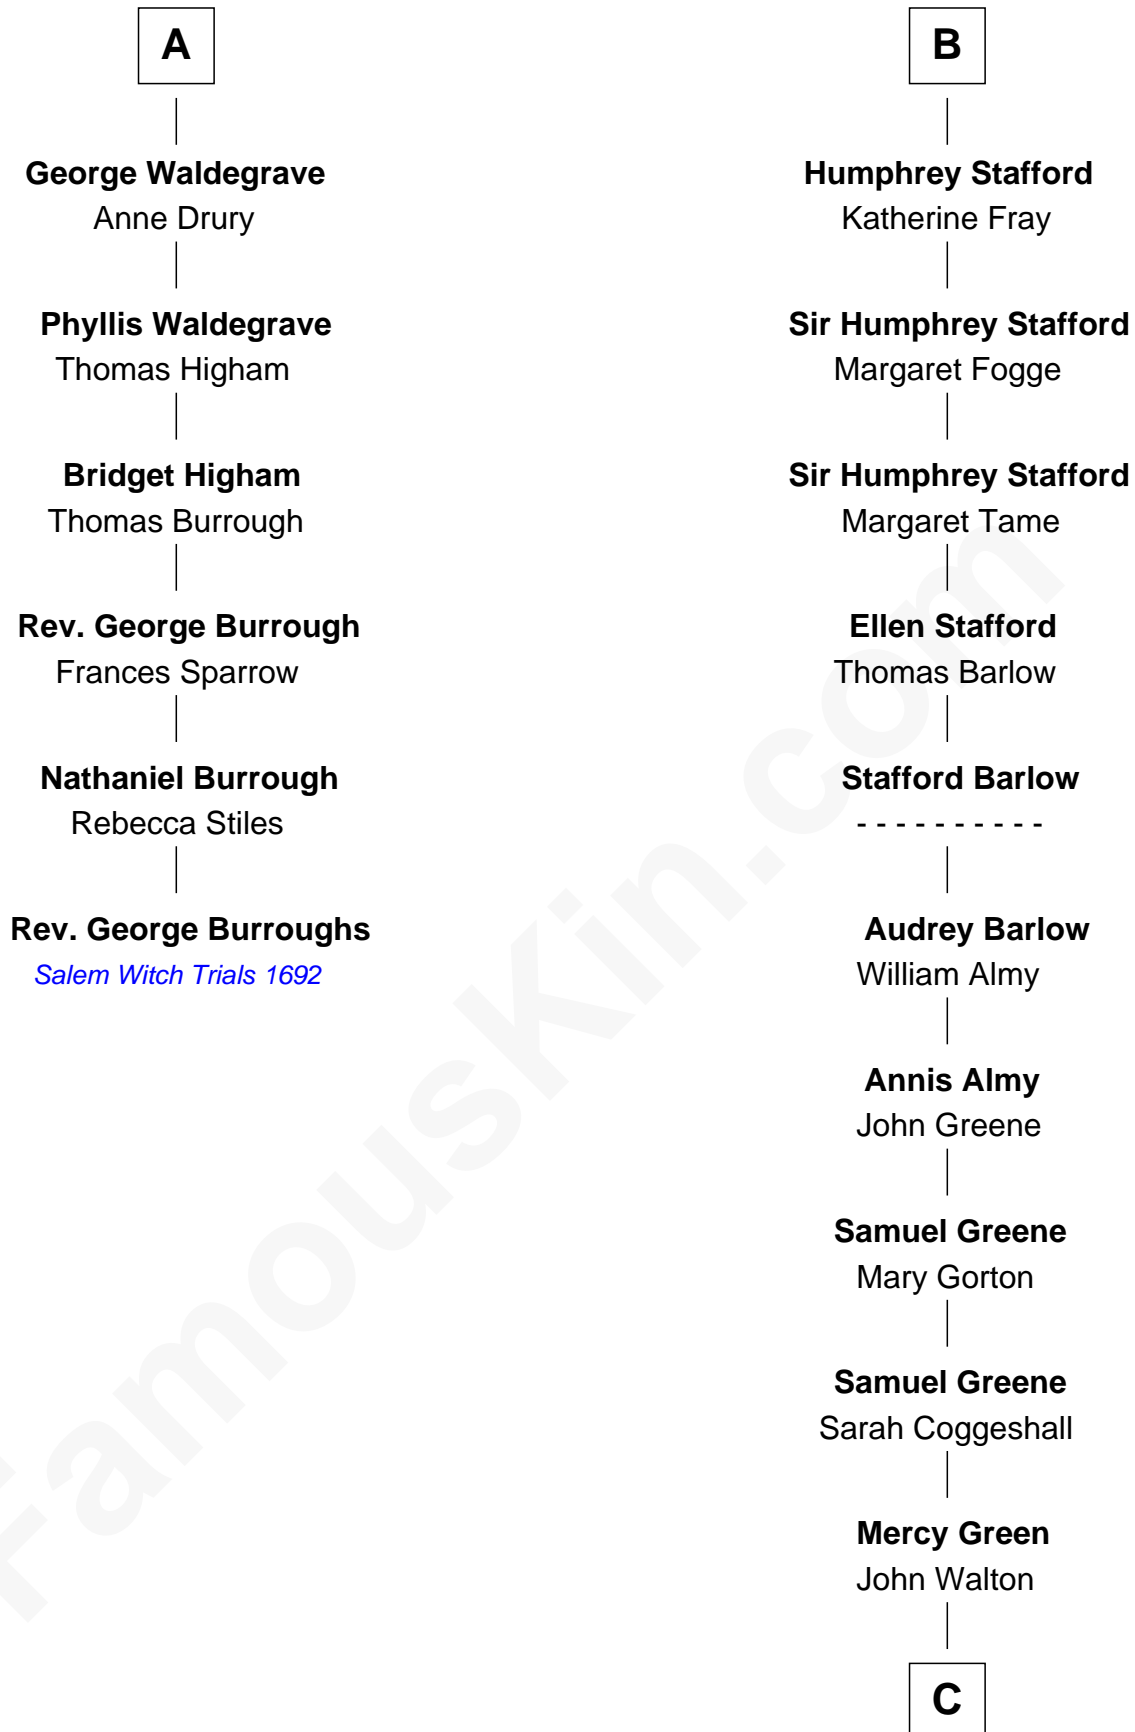 A
George Waldegrave
Anne Drury
Phyllis Waldegrave
Thomas Higham
Bridget Higham
Thomas Burrough
Rev. George Burrough
Frances Sparrow
Nathaniel Burrough
Rebecca Stiles
Rev. George Burroughs
Salem Witch Trials 1692
B
Humphrey Stafford
Katherine Fray
Sir Humphrey Stafford
Margaret Fogge
Sir Humphrey Stafford
Margaret Tame
Ellen Stafford
Thomas Barlow
Stafford Barlow
- - - - - - - - - -
Audrey Barlow
William Almy
Annis Almy
John Greene
Samuel Greene
Mary Gorton
Samuel Greene
Sarah Coggeshall
Mercy Green
John Walton
C
FamousKin.com